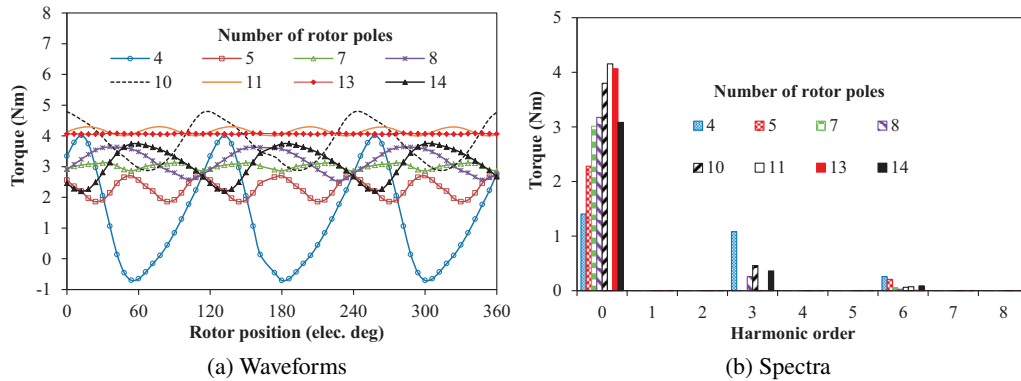 Number of rotor poles
4 5 7 8
10 11 13 14
Torque (Nm)
8
7
6
5
4
3
2
1
0
-1
0 60 120 180 240 300 360
Rotor position (elec. deg)
(a) Waveforms
Number of rotor poles
4 5 7 8
10 11 13 14
Torque (Nm)
5
4
3
2
1
0
0 1 2 3 4 5 6 7 8
Harmonic order
(b) Spectra